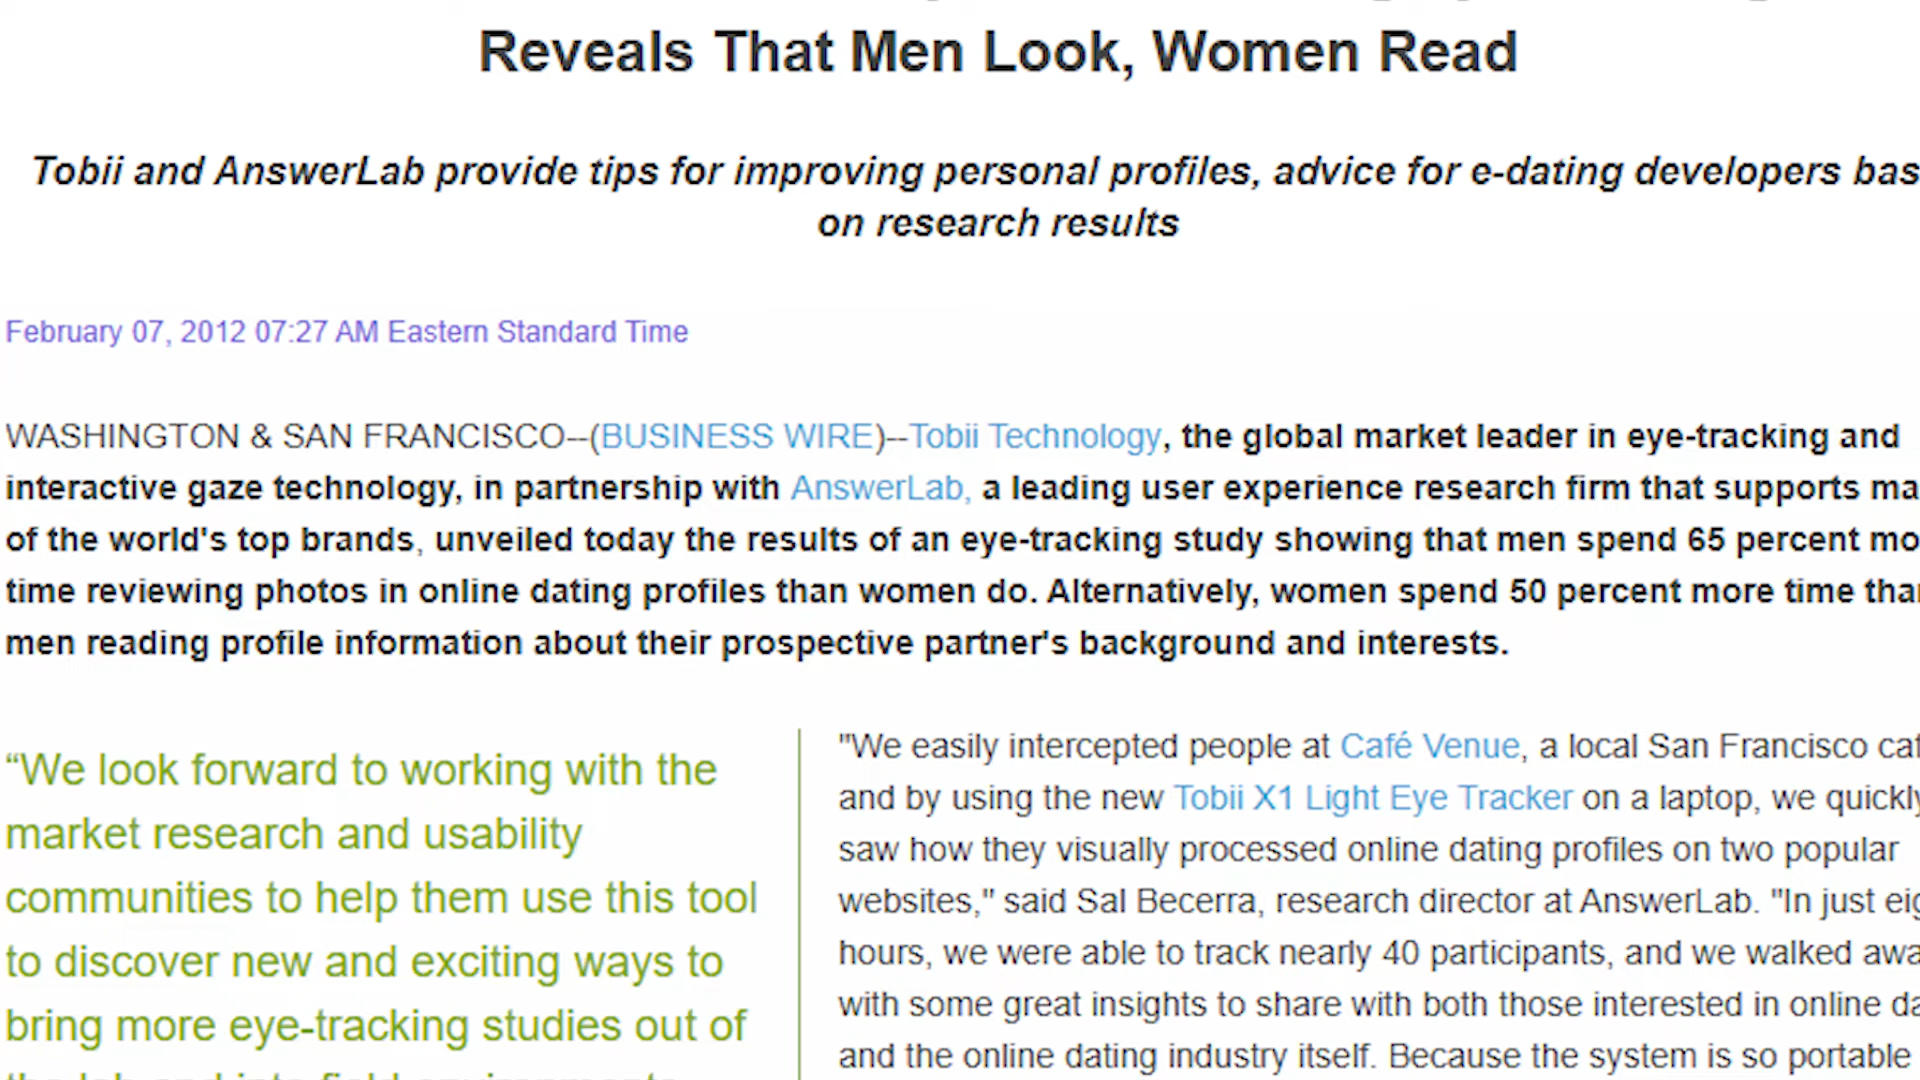 Reveals That Men Look, Women Read
Tobii and AnswerLab provide tips for improving personal profiles, advice for e-dating developers
on research results
February 07, 2012 07:27 AM Eastern Standard Time
WASHINGTON & SAN FRANCISCO--(BUSINESS WIRE)--Tobii Technology, the global market leader in eye-tracking and
interactive gaze technology, in partnership with AnswerLab, a leading user experience research firm that supports
of the world's top brands, unveiled today the results of an eye-tracking study showing that men spend 65 percent
time reviewing photos in online dating profiles than women do. Alternatively, women spend 50 percent more time
men reading profile information about their prospective partner's background and interests.
“We look forward to working with the
market research and usability
communities to help them use this tool
to discover new and exciting ways to
bring more eye-tracking studies out of
"We easily intercepted people at Café Venue, a local San Francisco
and by using the new Tobii X1 Light Eye Tracker on a laptop, we quickly
saw how they visually processed online dating profiles on two popular
websites," said Sal Becerra, research director at AnswerLab. "In just
hours, we were able to track nearly 40 participants, and we walked
with some great insights to share with both those interested in online
and the online dating industry itself. Because the system is so portable